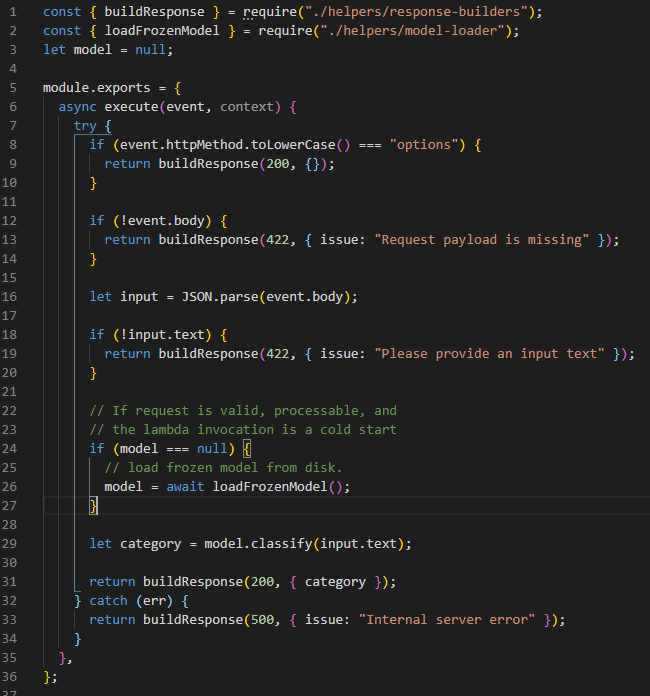 1 const { buildResponse } = require("./helpers/response-builders");
2 const { loadFrozenModel } = require("./helpers/model-loader");
3 let model = null;
4
5 module.exports = {
6   async execute(event, context) {
7     try {
8       if (event.httpMethod.toLowerCase() === "options") {
9         return buildResponse(200, {});
10       }
11
12       if (!event.body) {
13         return buildResponse(422, { issue: "Request payload is missing" });
14       }
15
16       let input = JSON.parse(event.body);
17
18       if (!input.text) {
19         return buildResponse(422, { issue: "Please provide an input text" });
20       }
21
22       // If request is valid, processable, and
23       // the lambda invocation is a cold start
24       if (model === null) {
25         // load frozen model from disk.
26         model = await loadFrozenModel();
27       }
28
29       let category = model.classify(input.text);
30
31       return buildResponse(200, { category });
32     } catch (err) {
33       return buildResponse(500, { issue: "Internal server error" });
34     }
35   },
36 };
37